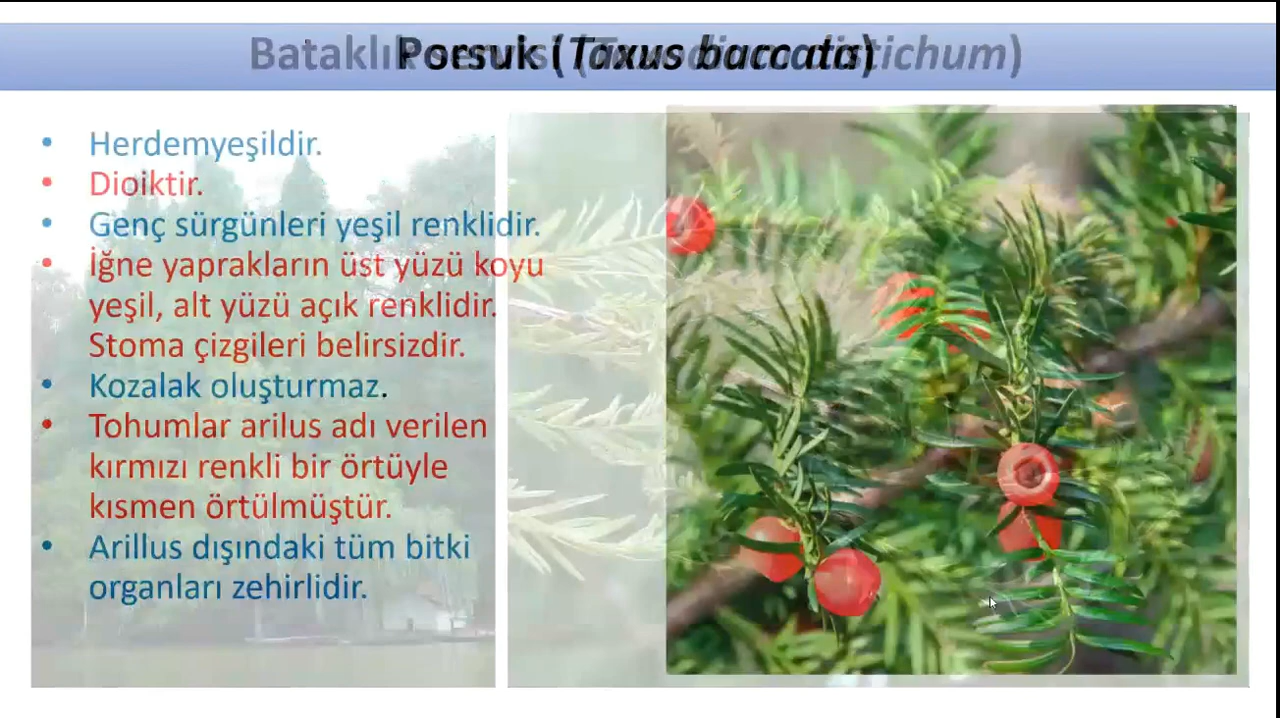 Porsuk (Taxus baccata)
• Herdemyeşildir.
• Dioiktir.
• Genç sürgünleri yeşil renklidir.
• İğne yaprakların üst yüzü koyu
yeşil, alt yüzü açık renklidir.
Stoma çizgileri belirsizdir.
• Kozalak oluşturmaz.
• Tohumlar arilus adı verilen
kırmızı renkli bir örtüyle
kısmen örtülmüştür.
• Arillus dışındaki tüm bitki
organları zehirlidir.